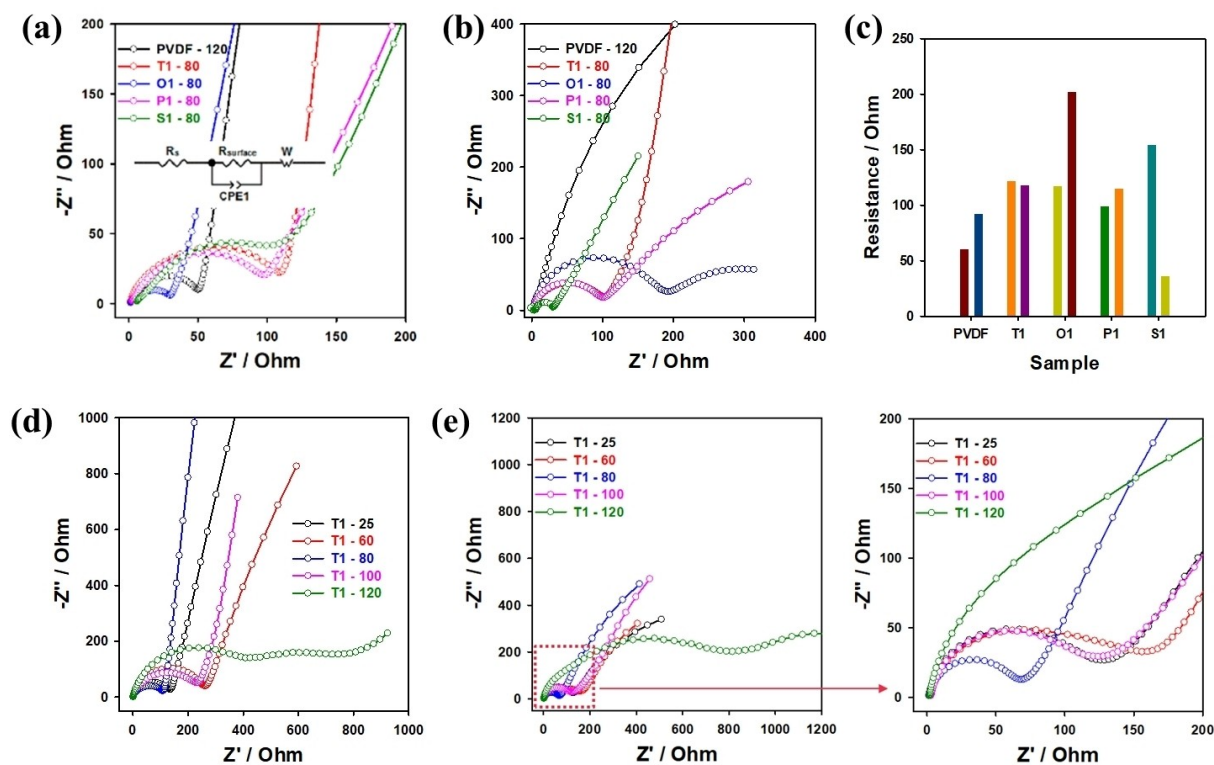 (a)
200
150
100
50
0
-Z'' / Ohm
PVDF - 120
T1 - 80
O1 - 80
P1 - 80
S1 - 80
Rs
Rsurface
W
CPE1
0 50 100 150 200
Z' / Ohm
(b)
400
300
200
100
0
-Z'' / Ohm
PVDF - 120
T1 - 80
O1 - 80
P1 - 80
S1 - 80
0 100 200 300 400
Z' / Ohm
(c)
250
200
150
100
50
0
Resistance / Ohm
PVDF T1 O1 P1 S1
Sample
(d)
1000
800
600
400
200
0
-Z'' / Ohm
T1 - 25
T1 - 60
T1 - 80
T1 - 100
T1 - 120
0 200 400 600 800 1000
Z' / Ohm
(e)
1200
1000
800
600
400
200
0
-Z'' / Ohm
T1 - 25
T1 - 60
T1 - 80
T1 - 100
T1 - 120
0 200 400 600 800 1000 1200
Z' / Ohm
200
150
100
50
0
-Z'' / Ohm
T1 - 25
T1 - 60
T1 - 80
T1 - 100
T1 - 120
0 50 100 150 200
Z' / Ohm